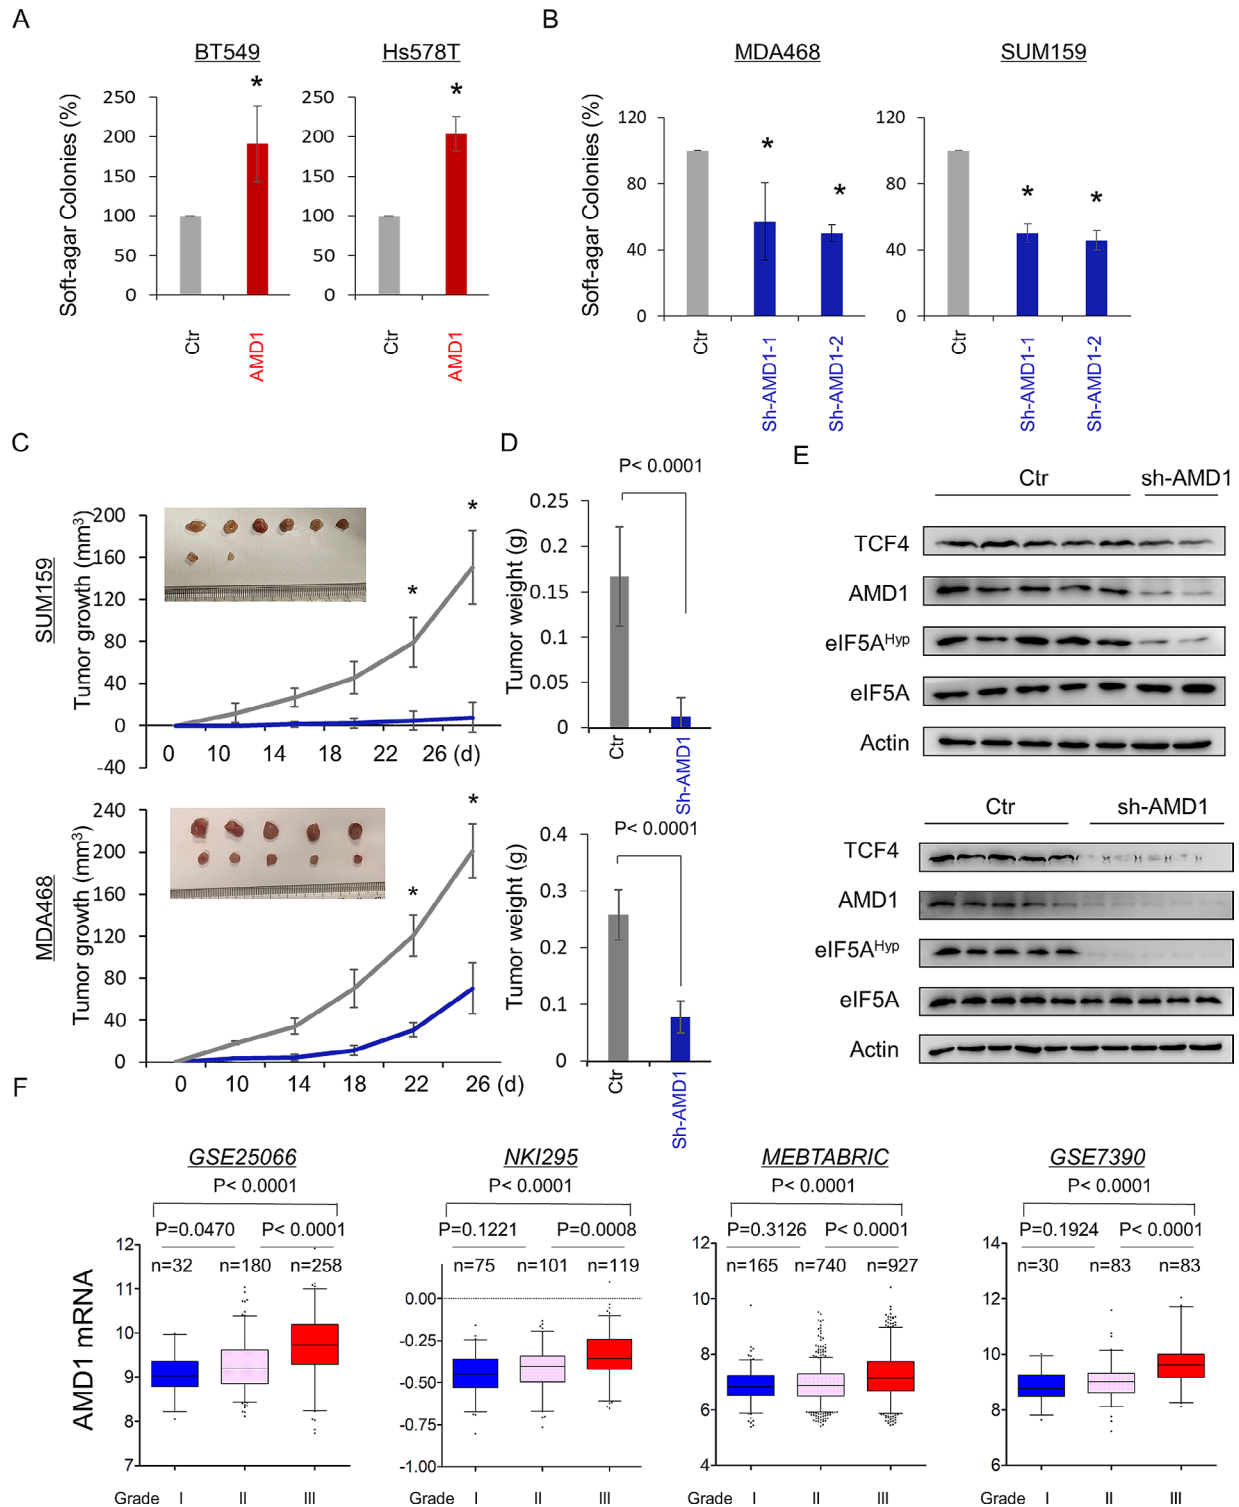 A
BT549
Hs578T
Soft-agar Colonies (%)
250
200
150
100
50
0
Ctr
AMD1
*
250
200
150
100
50
0
Ctr
AMD1
*
B
MDA468
SUM159
Soft-agar Colonies (%)
120
80
40
0
Ctr
Sh-AMD1-1
Sh-AMD1-2
* *
120
80
40
0
Ctr
Sh-AMD1-1
Sh-AMD1-2
* *
C
SUM159
Tumor growth (mm³)
200
160
120
80
40
0
-40
0 10 14 18 22 26 (d)
* *
MDA468
Tumor growth (mm³)
240
200
160
120
80
40
0
0 10 14 18 22 26 (d)
* *
D
P< 0.0001
Tumor weight (g)
0.25
0.2
0.15
0.1
0.05
0
Ctr
Sh-AMD1
P< 0.0001
Tumor weight (g)
0.4
0.3
0.2
0.1
0
Ctr
Sh-AMD1
E
Ctr sh-AMD1
TCF4
AMD1
eIF5A^Hyp
eIF5A
Actin
Ctr sh-AMD1
TCF4
AMD1
eIF5A^Hyp
eIF5A
Actin
F
AMD1 mRNA
GSE25066
P< 0.0001
P=0.0470 P< 0.0001
n=32 n=180 n=258
12
11
10
9
8
7
Grade I II III
NKI295
P< 0.0001
P=0.1221 P=0.0008
n=75 n=101 n=119
0.00
-0.25
-0.50
-0.75
-1.00
Grade I II III
MEBTABRIC
P< 0.0001
P=0.3126 P< 0.0001
n=165 n=740 n=927
12
10
8
6
4
Grade I II III
GSE7390
P< 0.0001
P=0.1924 P< 0.0001
n=30 n=83 n=83
14
12
10
8
6
Grade I II III